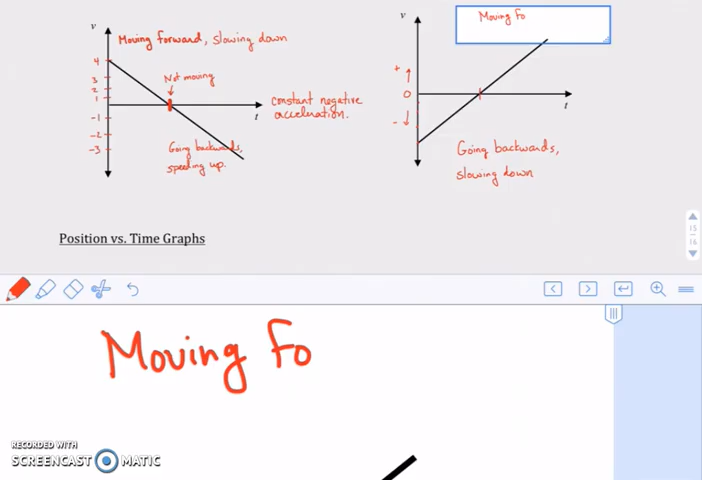 v
Moving forward, slowing down
4
3
2
1
-1
-2
-3
Not moving
t
Constant negative
acceleration.
Going backwards,
speeding up.
v
Moving Fo
+
0
-
t
Going backwards,
slowing down
Position vs. Time Graphs
15
16
Moving Fo
RECORDED WITH
SCREENCAST MATIC